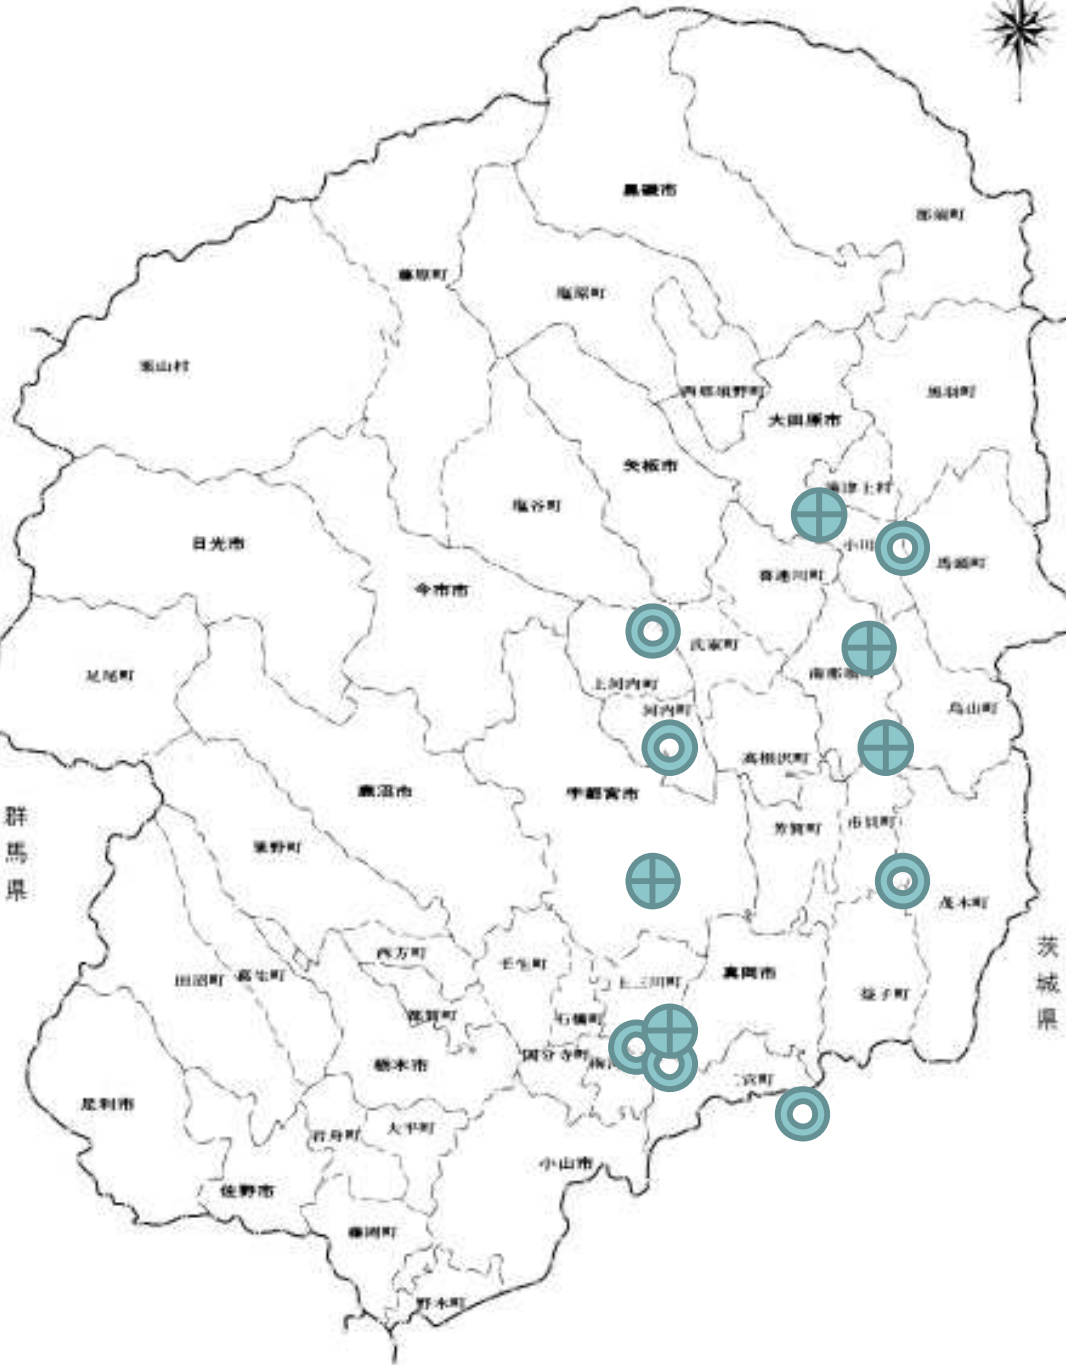 黒磯市
那須町
藤原町
塩原町
栗山村
西那須野町
黒羽町
大田原市
矢板市
湯津上村
塩谷町
日光市
小川
馬頭町
喜連川町
今市市
氏家町
足尾町
南那須
上河内町
烏山町
河内町
高根沢町
鹿沼市
宇都宮市
群馬県
芳賀町
市貝町
粟野町
茂木町
茨城県
西方町
壬生町
真岡市
田沼町
葛生町
上三川町
益子町
都賀町
石橋町
国分寺町
南河
栃木市
二宮町
足利市
岩舟町
大平町
小山市
佐野市
藤岡町
野木町